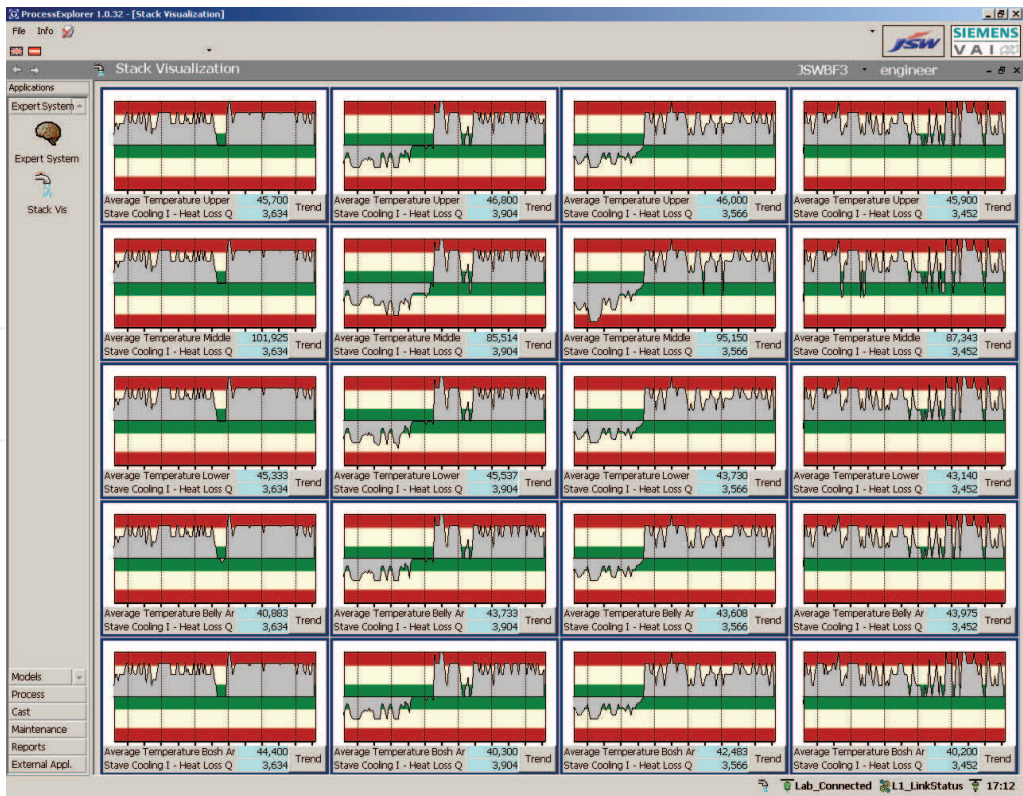 ProcessExplorer 1.0.32 - [Stack Visualization]
File Info
JSW SIEMENS
VAI
Stack Visualization JSWBF3 engineer
Applications
Expert System
Expert System
Stack Vis
Average Temperature Upper 45,700 Trend
Stave Cooling I - Heat Loss Q 3,634
Average Temperature Upper 46,800 Trend
Stave Cooling I - Heat Loss Q 3,904
Average Temperature Upper 46,000 Trend
Stave Cooling I - Heat Loss Q 3,566
Average Temperature Upper 45,900 Trend
Stave Cooling I - Heat Loss Q 3,452
Average Temperature Middle 101,925 Trend
Stave Cooling I - Heat Loss Q 3,634
Average Temperature Middle 85,514 Trend
Stave Cooling I - Heat Loss Q 3,904
Average Temperature Middle 95,150 Trend
Stave Cooling I - Heat Loss Q 3,566
Average Temperature Middle 87,343 Trend
Stave Cooling I - Heat Loss Q 3,452
Average Temperature Lower 45,333 Trend
Stave Cooling I - Heat Loss Q 3,634
Average Temperature Lower 45,537 Trend
Stave Cooling I - Heat Loss Q 3,904
Average Temperature Lower 43,730 Trend
Stave Cooling I - Heat Loss Q 3,566
Average Temperature Lower 43,140 Trend
Stave Cooling I - Heat Loss Q 3,452
Average Temperature Belly Ar 40,883 Trend
Stave Cooling I - Heat Loss Q 3,634
Average Temperature Belly Ar 43,733 Trend
Stave Cooling I - Heat Loss Q 3,904
Average Temperature Belly Ar 43,608 Trend
Stave Cooling I - Heat Loss Q 3,566
Average Temperature Belly Ar 43,975 Trend
Stave Cooling I - Heat Loss Q 3,452
Average Temperature Bosh Ar 44,400 Trend
Stave Cooling I - Heat Loss Q 3,634
Average Temperature Bosh Ar 40,300 Trend
Stave Cooling I - Heat Loss Q 3,904
Average Temperature Bosh Ar 42,483 Trend
Stave Cooling I - Heat Loss Q 3,566
Average Temperature Bosh Ar 40,200 Trend
Stave Cooling I - Heat Loss Q 3,452
Models
Process
Cast
Maintenance
Reports
External Appl.
Lab_Connected L1_LinkStatus 17:12